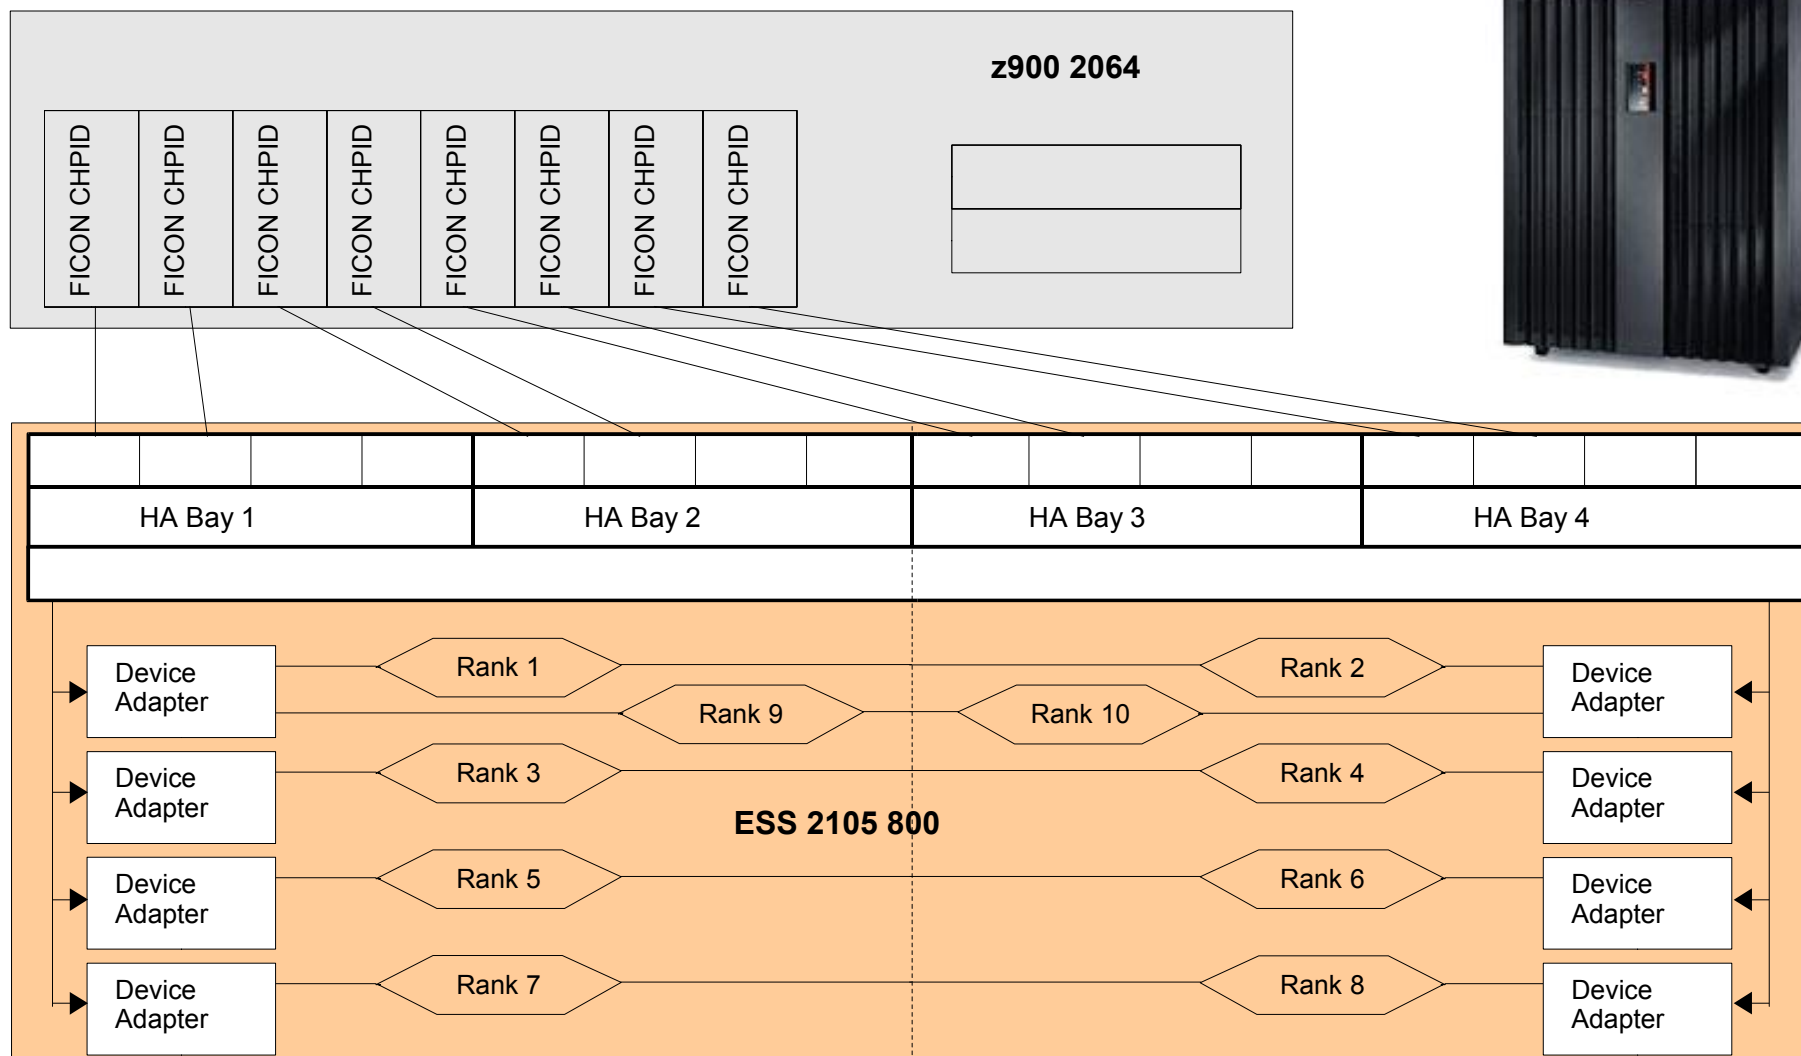 z900 2064
FICON CHPID
FICON CHPID
FICON CHPID
FICON CHPID
FICON CHPID
FICON CHPID
FICON CHPID
FICON CHPID
HA Bay 1
HA Bay 2
HA Bay 3
HA Bay 4
Device
Adapter
Rank 1
Rank 2
Device
Adapter
Rank 9
Rank 10
Device
Adapter
Rank 3
Rank 4
Device
Adapter
ESS 2105 800
Device
Adapter
Rank 5
Rank 6
Device
Adapter
Device
Adapter
Rank 7
Rank 8
Device
Adapter